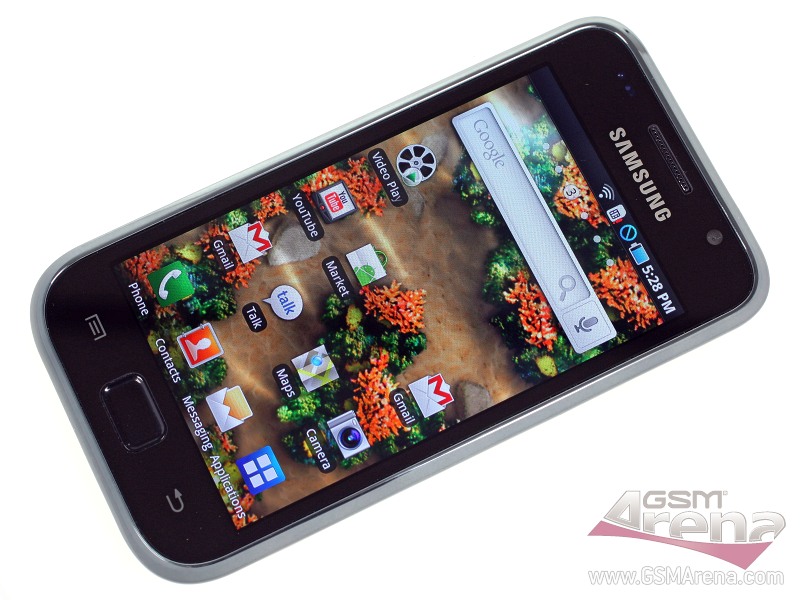 SAMSUNG
5:28 PM
3
Google
Video Play
YouTube
You
Tube
Gmail
Market
Talk
talk
Maps
Gmail
Camera
Phone
Contacts
Messaging
Applications
GSM
Arena
www.GSMArena.com